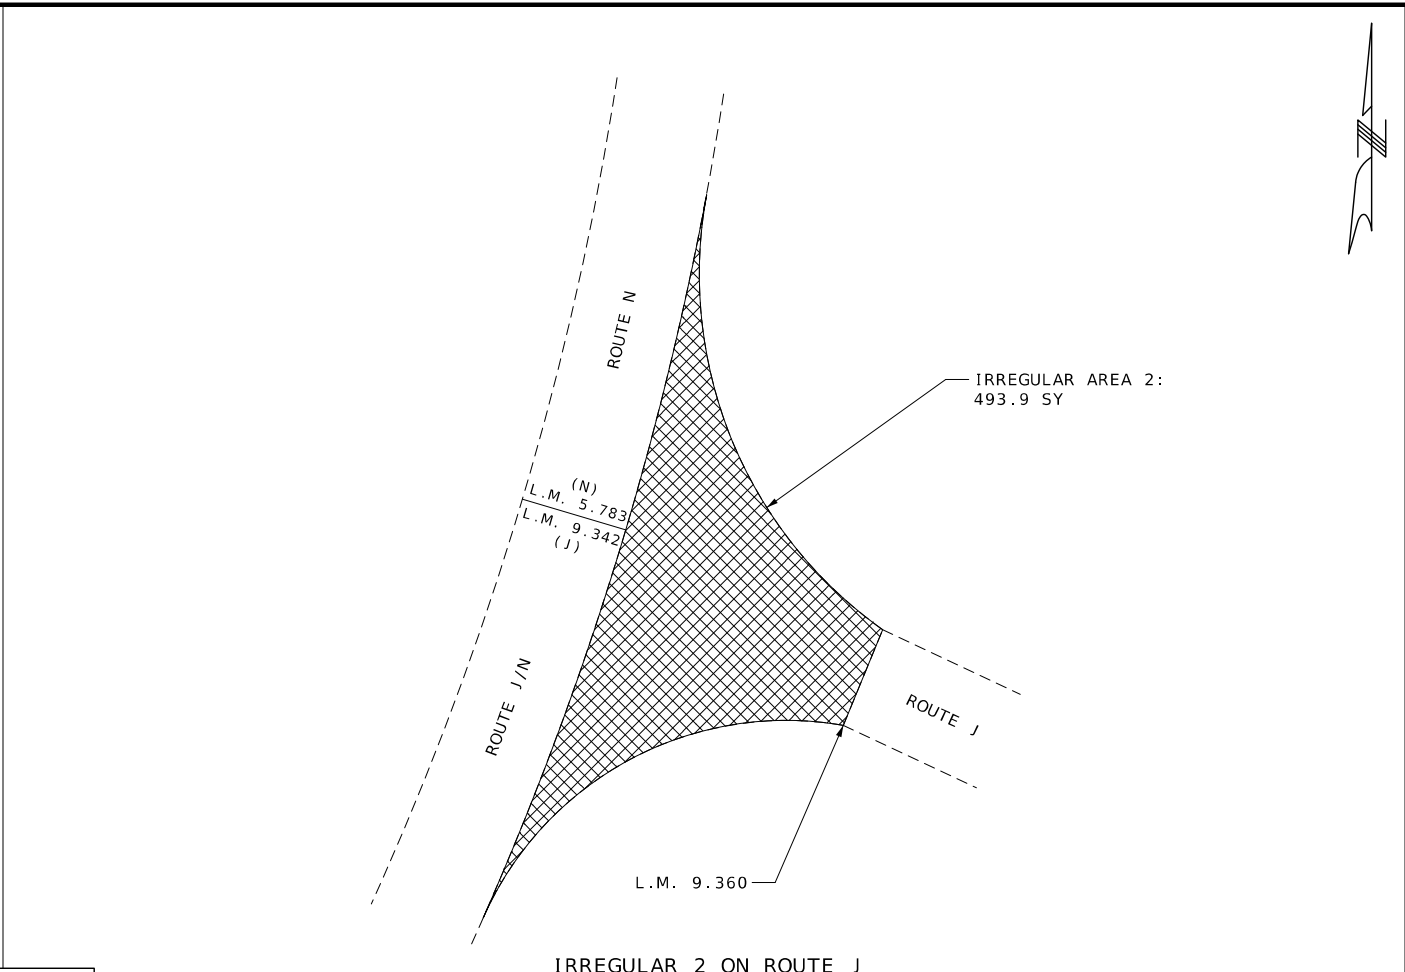 N
ROUTE N
IRREGULAR AREA 2:
493.9 SY
(N)
L.M. 5.783
L.M. 9.342
(J)
ROUTE J/N
ROUTE J
L.M. 9.360
IRREGULAR 2 ON ROUTE J